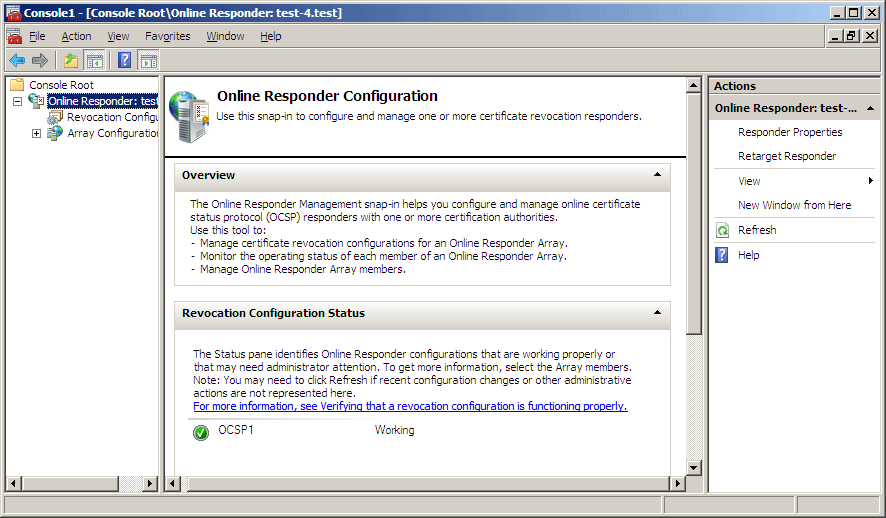 Console1 - [Console Root\Online Responder: test-4.test]
File Action View Favorites Window Help
Console Root
Online Responder: test
Revocation Configu
Array Configuration
Online Responder Configuration
Use this snap-in to configure and manage one or more certificate revocation responders.
Overview
The Online Responder Management snap-in helps you configure and manage online certificate
status protocol (OCSP) responders with one or more certification authorities.
Use this tool to:
- Manage certificate revocation configurations for an Online Responder Array.
- Monitor the operating status of each member of an Online Responder Array.
- Manage Online Responder Array members.
Revocation Configuration Status
The Status pane identifies Online Responder configurations that are working properly or
that may need administrator attention. To get more information, select the Array members.
Note: You may need to click Refresh if recent configuration changes or other administrative
actions are not represented here.
For more information, see Verifying that a revocation configuration is functioning properly.
OCSP1 Working
Actions
Online Responder: test-...
Responder Properties
Retarget Responder
View
New Window from Here
Refresh
Help